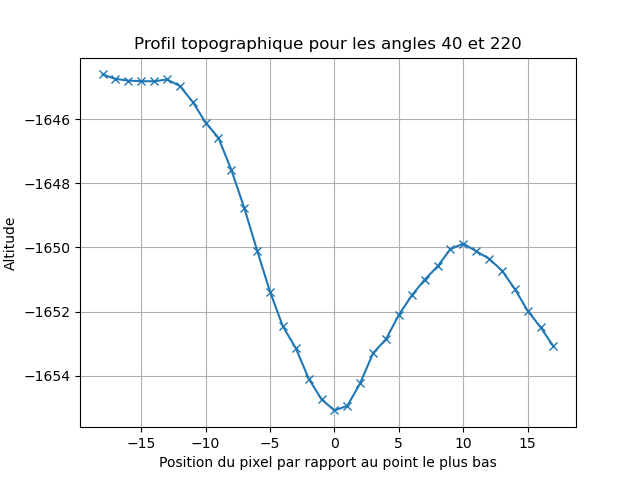 Profil topographique pour les angles 40 et 220
Altitude
−1646
−1648
−1650
−1652
−1654
−15 −10 −5 0 5 10 15
Position du pixel par rapport au point le plus bas